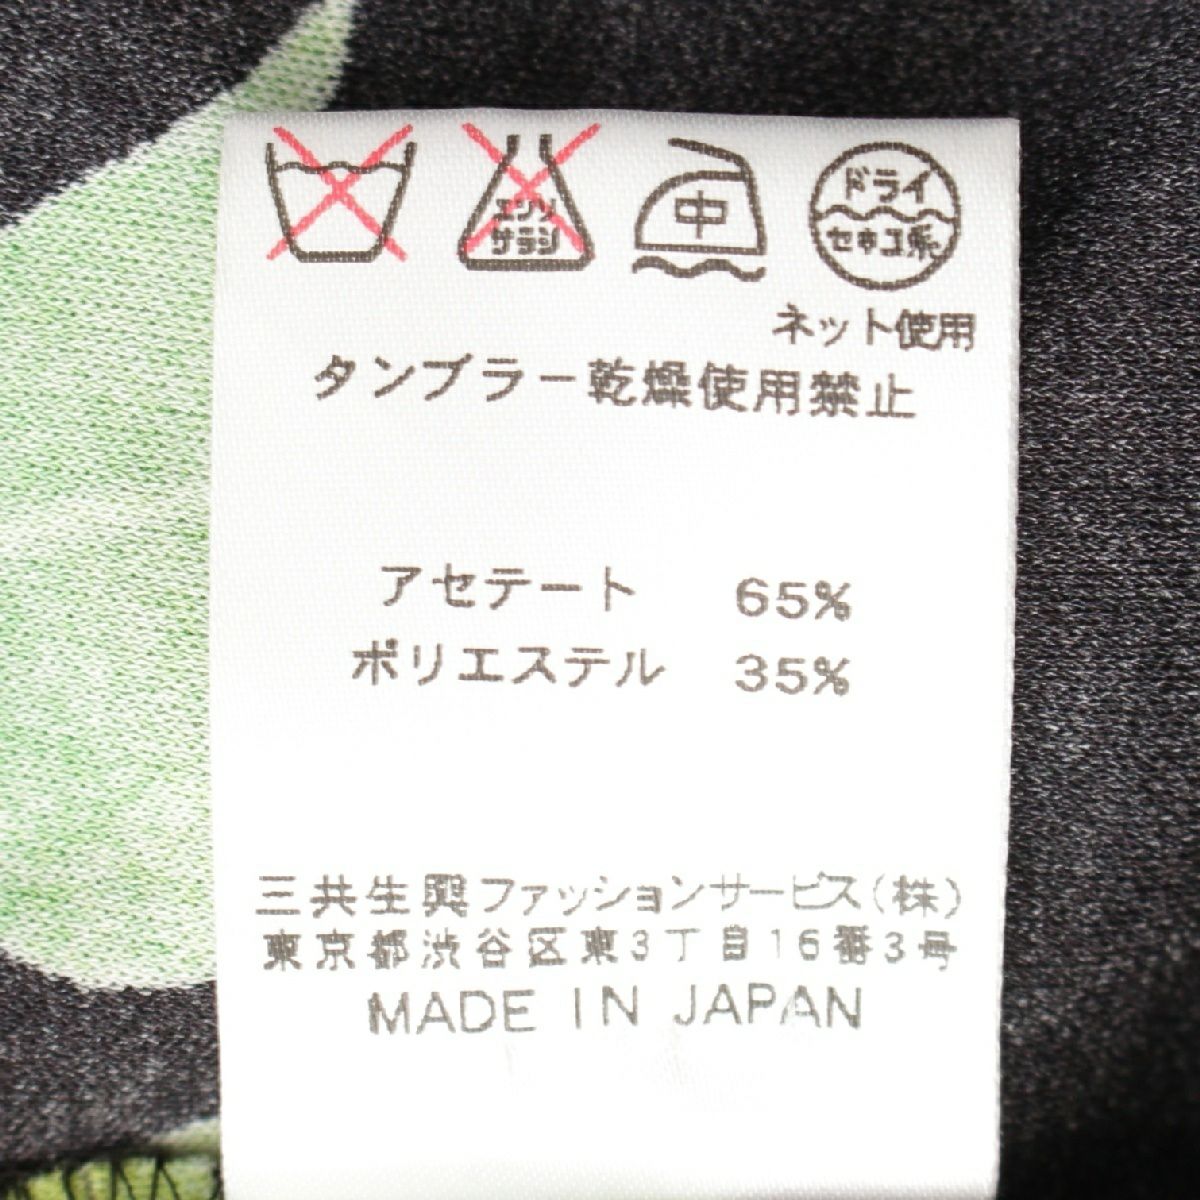 エンソ
サラシ
中
ドライ
セキユ系
ネット使用
タンブラー乾燥使用禁止
アセテート 65%
ポリエステル 35%
三共生興ファッションサービス(株)
東京都渋谷区東3丁目16番3号
MADE IN JAPAN